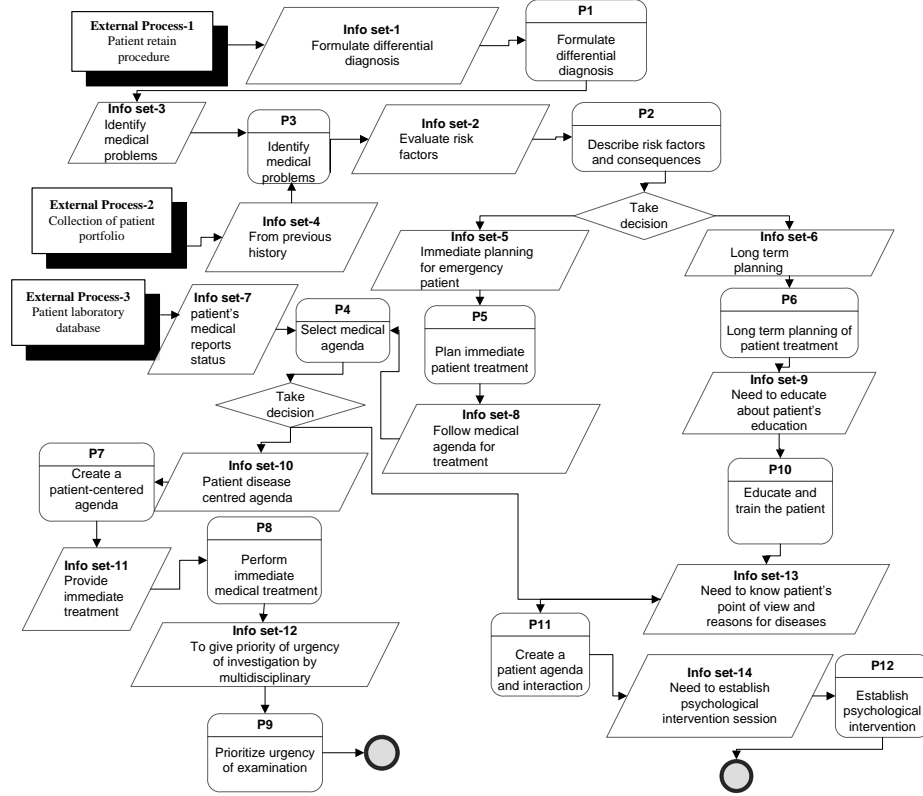 External Process-1
Patient retain
procedure
Info set-1
Formulate differential
diagnosis
P1
Formulate
differential
diagnosis
Info set-3
Identify
medical
problems
P3
Identify
medical
problems
Info set-2
Evaluate risk
factors
P2
Describe risk factors
and consequences
External Process-2
Collection of patient
portfolio
Info set-4
From previous
history
Take
decision
Info set-5
Immediate planning
for emergency
patient
Info set-6
Long term
planning
External Process-3
Patient laboratory
database
Info set-7
patient's
medical
reports
status
P4
Select medical
agenda
P5
Plan immediate
patient treatment
P6
Long term planning of
patient treatment
Take
decision
Info set-8
Follow medical
agenda for
treatment
Info set-9
Need to educate
about patient's
education
P7
Create a
patient-centered
agenda
Info set-10
Patient disease
centred agenda
P10
Educate and
train the patient
Info set-11
Provide
immediate
treatment
P8
Perform
immediate
medical treatment
Info set-13
Need to know patient's
point of view and
reasons for diseases
Info set-12
To give priority of urgency
of investigation by
multidisciplinary
P11
Create a
patient agenda
and interaction
Info set-14
Need to establish
psychological
intervention session
P12
Establish
psychological
intervention
P9
Prioritize urgency
of examination